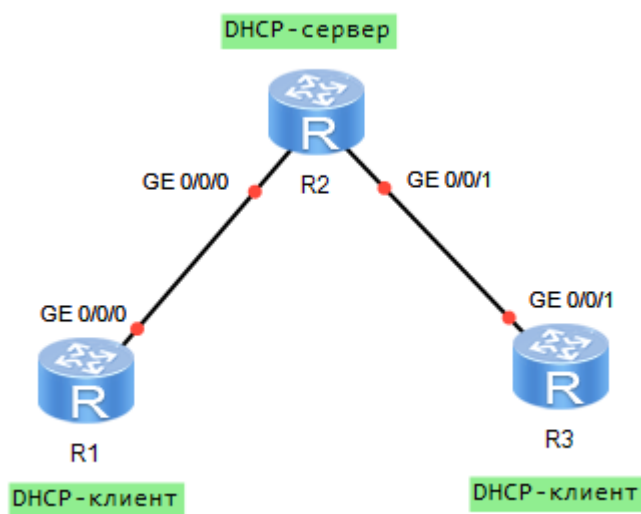 DHCP-сервер
R
R2
GE 0/0/0
GE 0/0/1
GE 0/0/0
GE 0/0/1
R
R
R1
R3
DHCP-клиент
DHCP-клиент